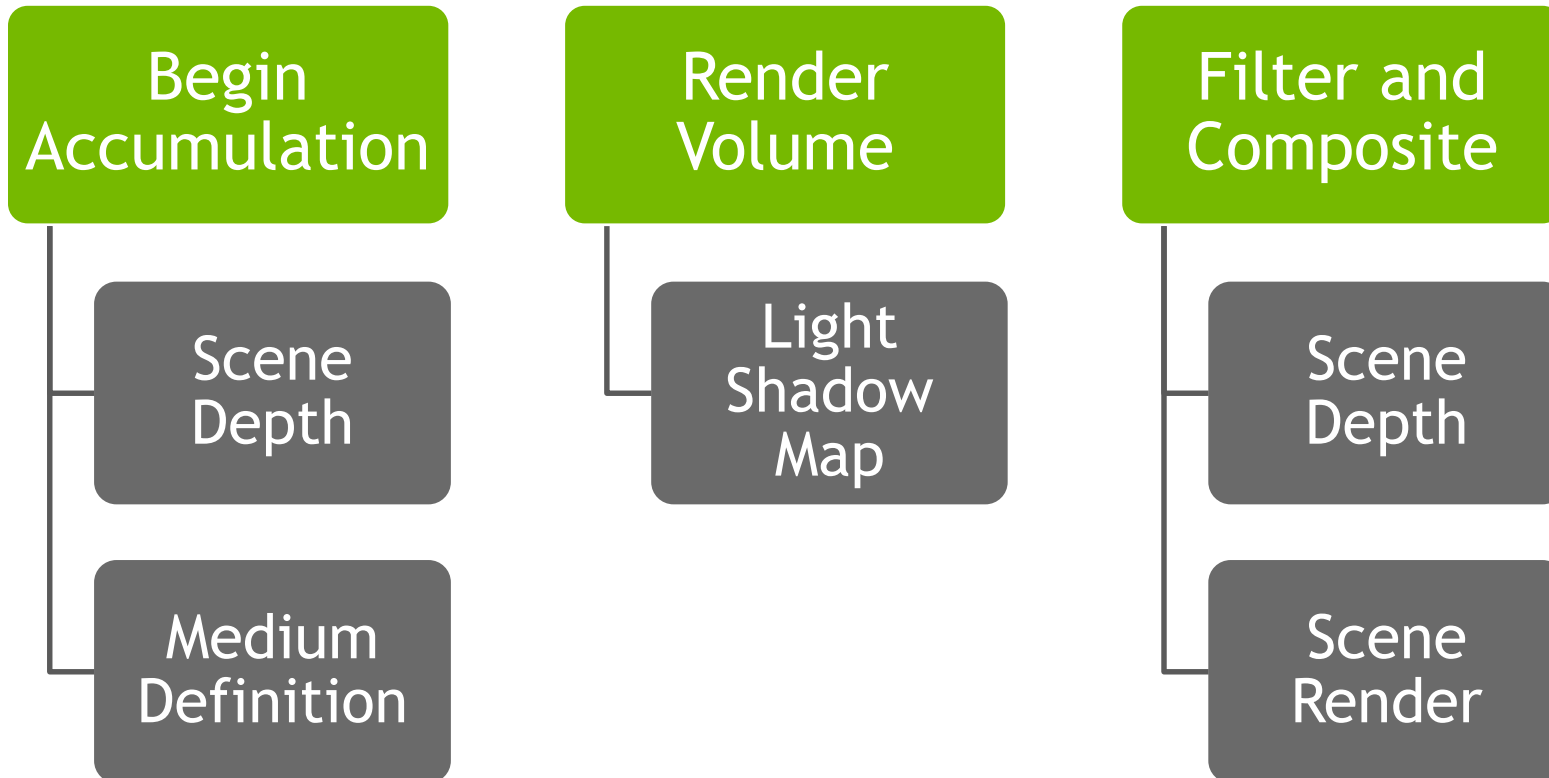 Begin
Accumulation
Scene
Depth
Medium
Definition
Render
Volume
Light
Shadow
Map
Filter and
Composite
Scene
Depth
Scene
Render